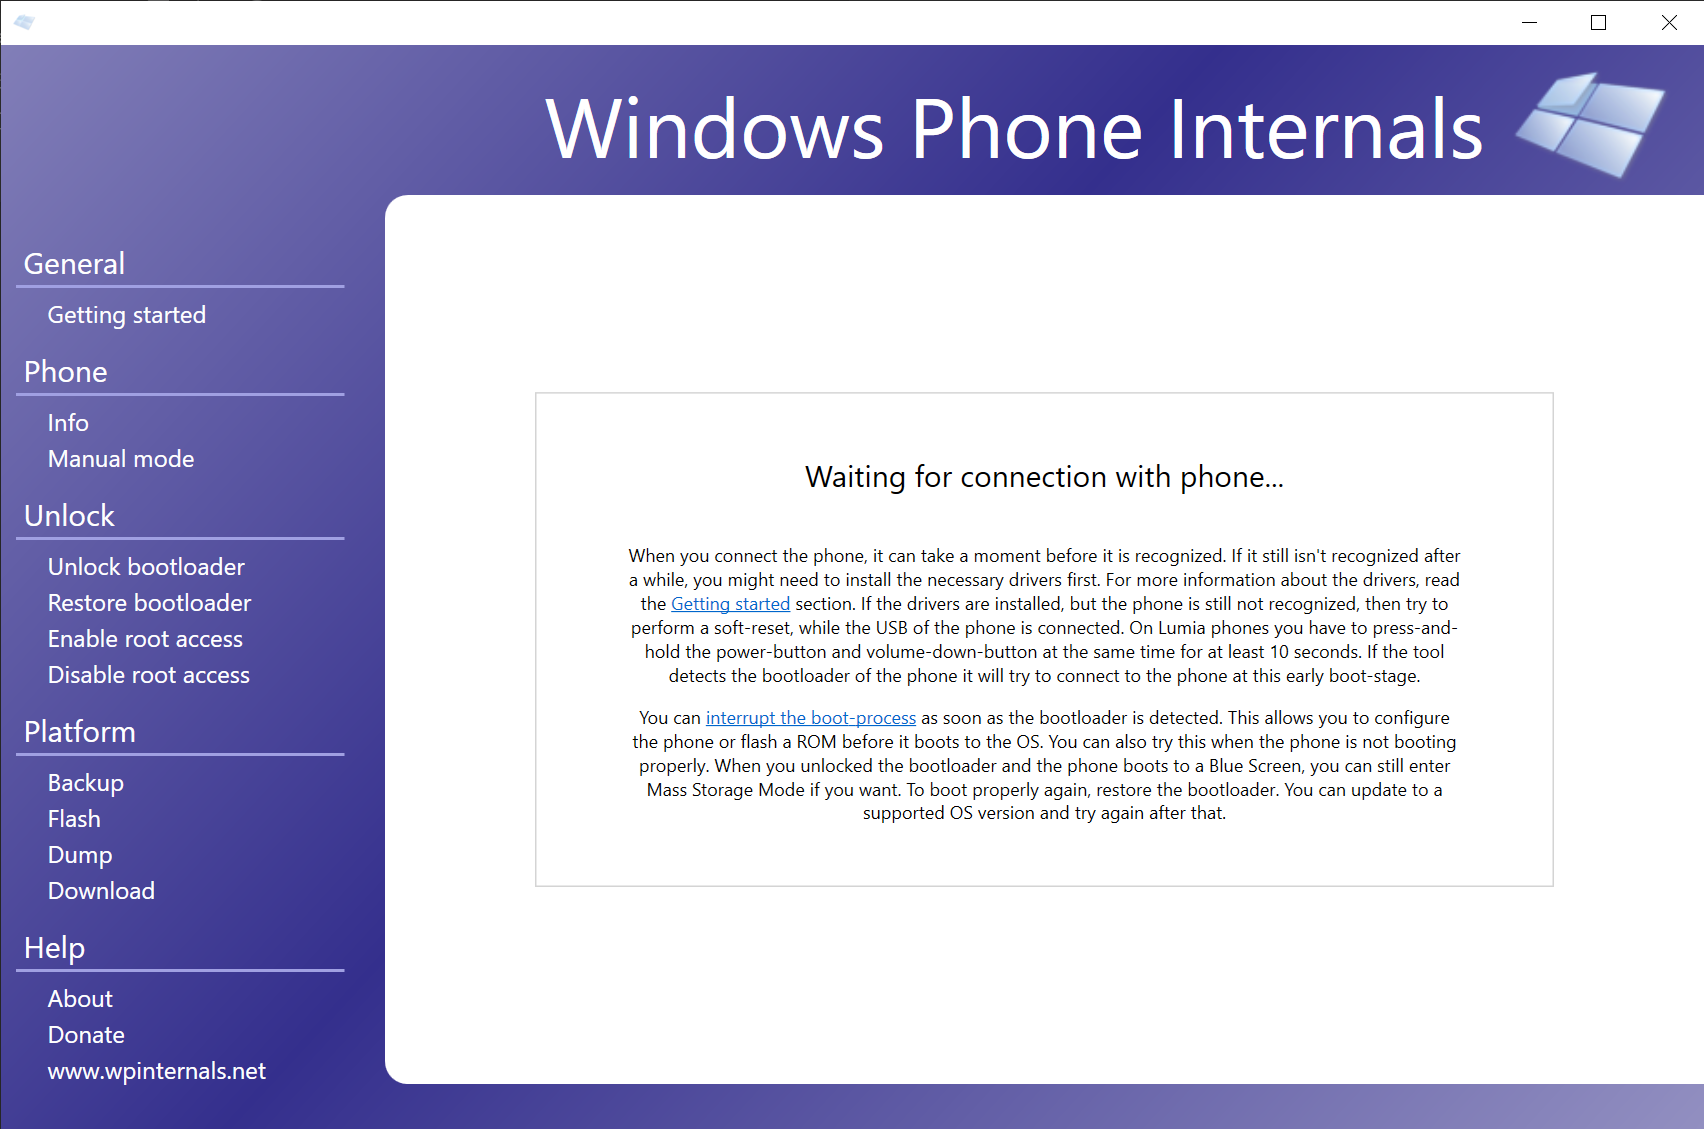 Windows Phone Internals
General
Getting started
Phone
Info
Manual mode
Unlock
Unlock bootloader
Restore bootloader
Enable root access
Disable root access
Platform
Backup
Flash
Dump
Download
Help
About
Donate
www.wpinternals.net
Waiting for connection with phone...
When you connect the phone, it can take a moment before it is recognized. If it still isn't recognized after
a while, you might need to install the necessary drivers first. For more information about the drivers, read
the Getting started section. If the drivers are installed, but the phone is still not recognized, then try to
perform a soft-reset, while the USB of the phone is connected. On Lumia phones you have to press-and-
hold the power-button and volume-down-button at the same time for at least 10 seconds. If the tool
detects the bootloader of the phone it will try to connect to the phone at this early boot-stage.
You can interrupt the boot-process as soon as the bootloader is detected. This allows you to configure
the phone or flash a ROM before it boots to the OS. You can also try this when the phone is not booting
properly. When you unlocked the bootloader and the phone boots to a Blue Screen, you can still enter
Mass Storage Mode if you want. To boot properly again, restore the bootloader. You can update to a
supported OS version and try again after that.